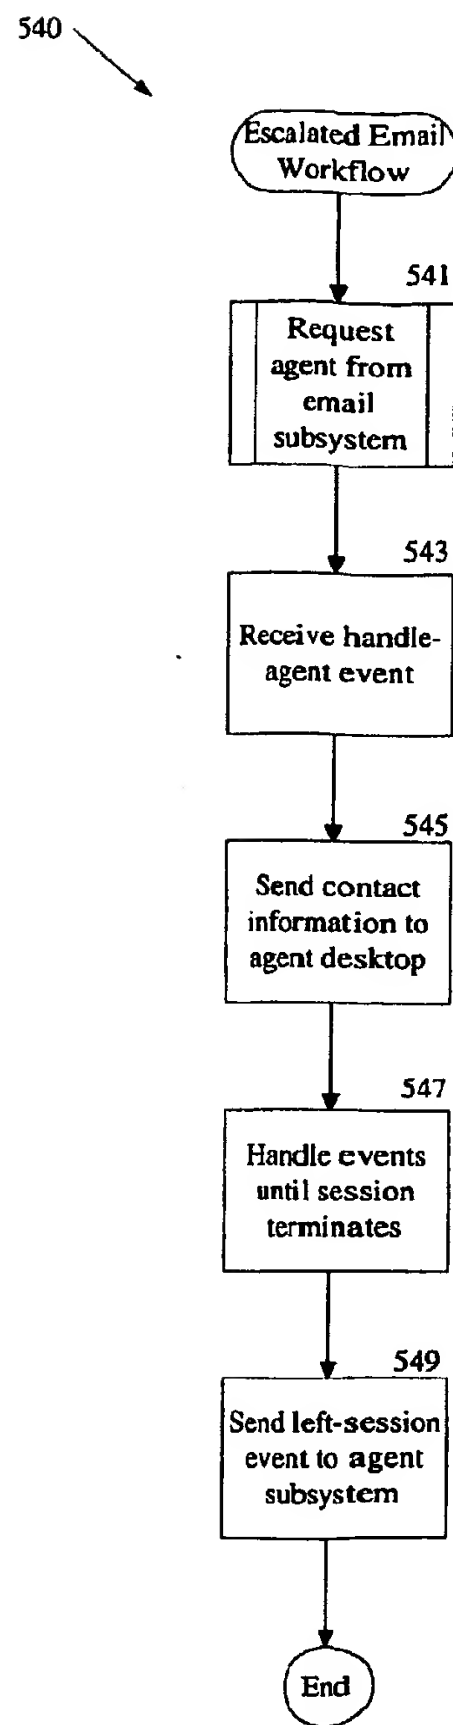 540
Escalated Email
Workflow
541
Request
agent from
email
subsystem
543
Receive handle-
agent event
545
Send contact
information to
agent desktop
547
Handle events
until session
terminates
549
Send left-session
event to agent
subsystem
End